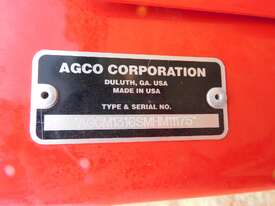 AGCO CORPORATION
DULUTH, GA. USA
MADE IN USA
TYPE & SERIAL NO.